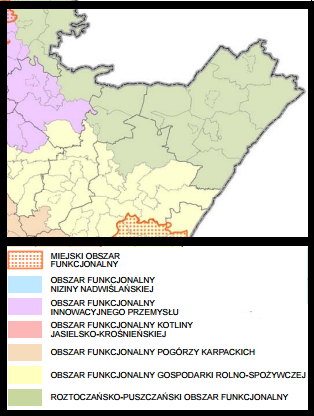 MIEJSKI OBSZAR
FUNKCJONALNY
OBSZAR FUNKCJONALNY
NIZINY NADWIŚLAŃSKIEJ
OBSZAR FUNKCJONALNY
INNOWACYJNEGO PRZEMYSŁU
OBSZAR FUNKCJONALNY KOTLINY
JASIELSKO-KROŚNIEŃSKIEJ
OBSZAR FUNKCJONALNY POGÓRZY KARPACKICH
OBSZAR FUNKCJONALNY GOSPODARKI ROLNO-SPOŻYWCZEJ
ROZTOCZAŃSKO-PUSZCZAŃSKI OBSZAR FUNKCJONALNY